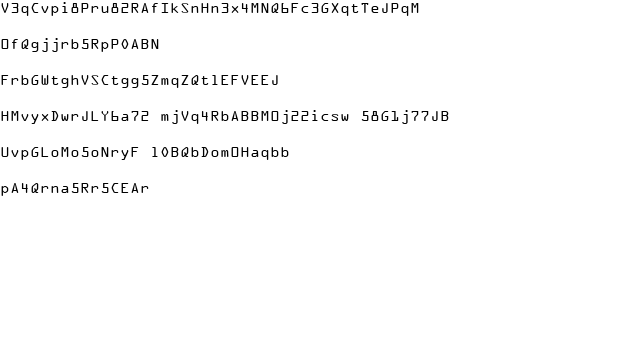 V3qCvpi8Pru82RAfIkSnHn3x4MNQ6Fc3GXqtTeJPqM
OfQgjjrb5RpP0ABN
FrbGWtghVSCtgg5ZmqZQt1EFVEEJ
HMvyxDwrJLY6a72 mjVq4RbABBMOj22icsw 58G1j77JB
UvpGLoMo5oNryF l0BQbDomOHaqbb
pA4Qrna5Rr5CEAr